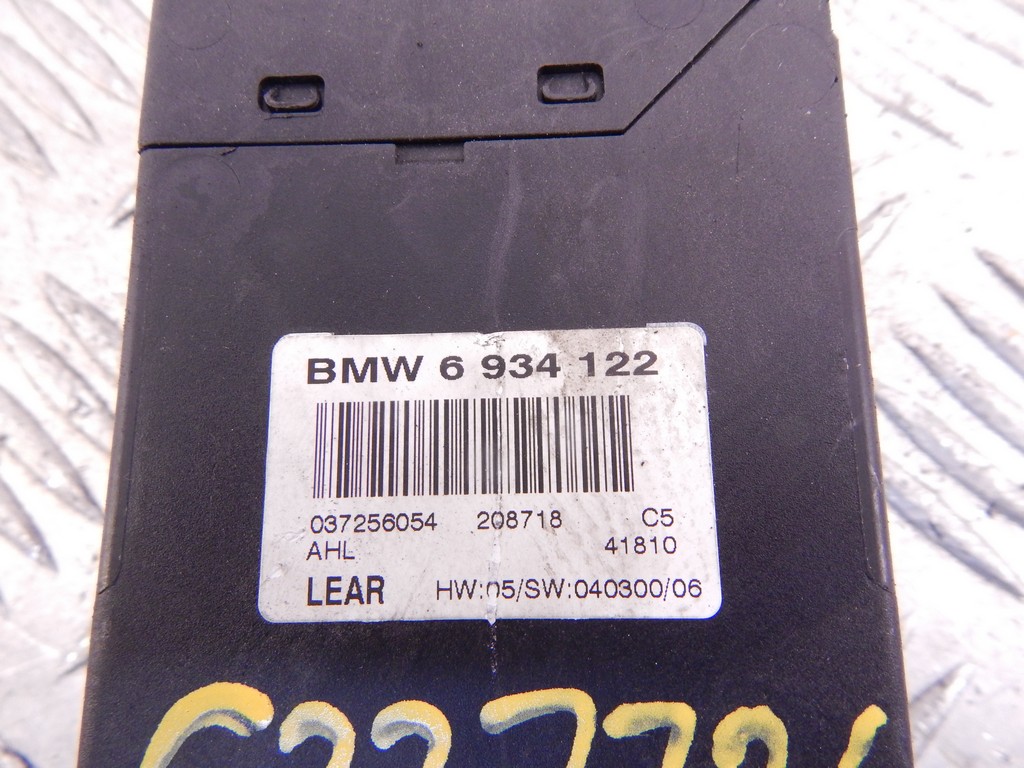 BMW 6 934 122
037256054 208718 C5
AHL 41810
LEAR HW:05/SW:040300/06